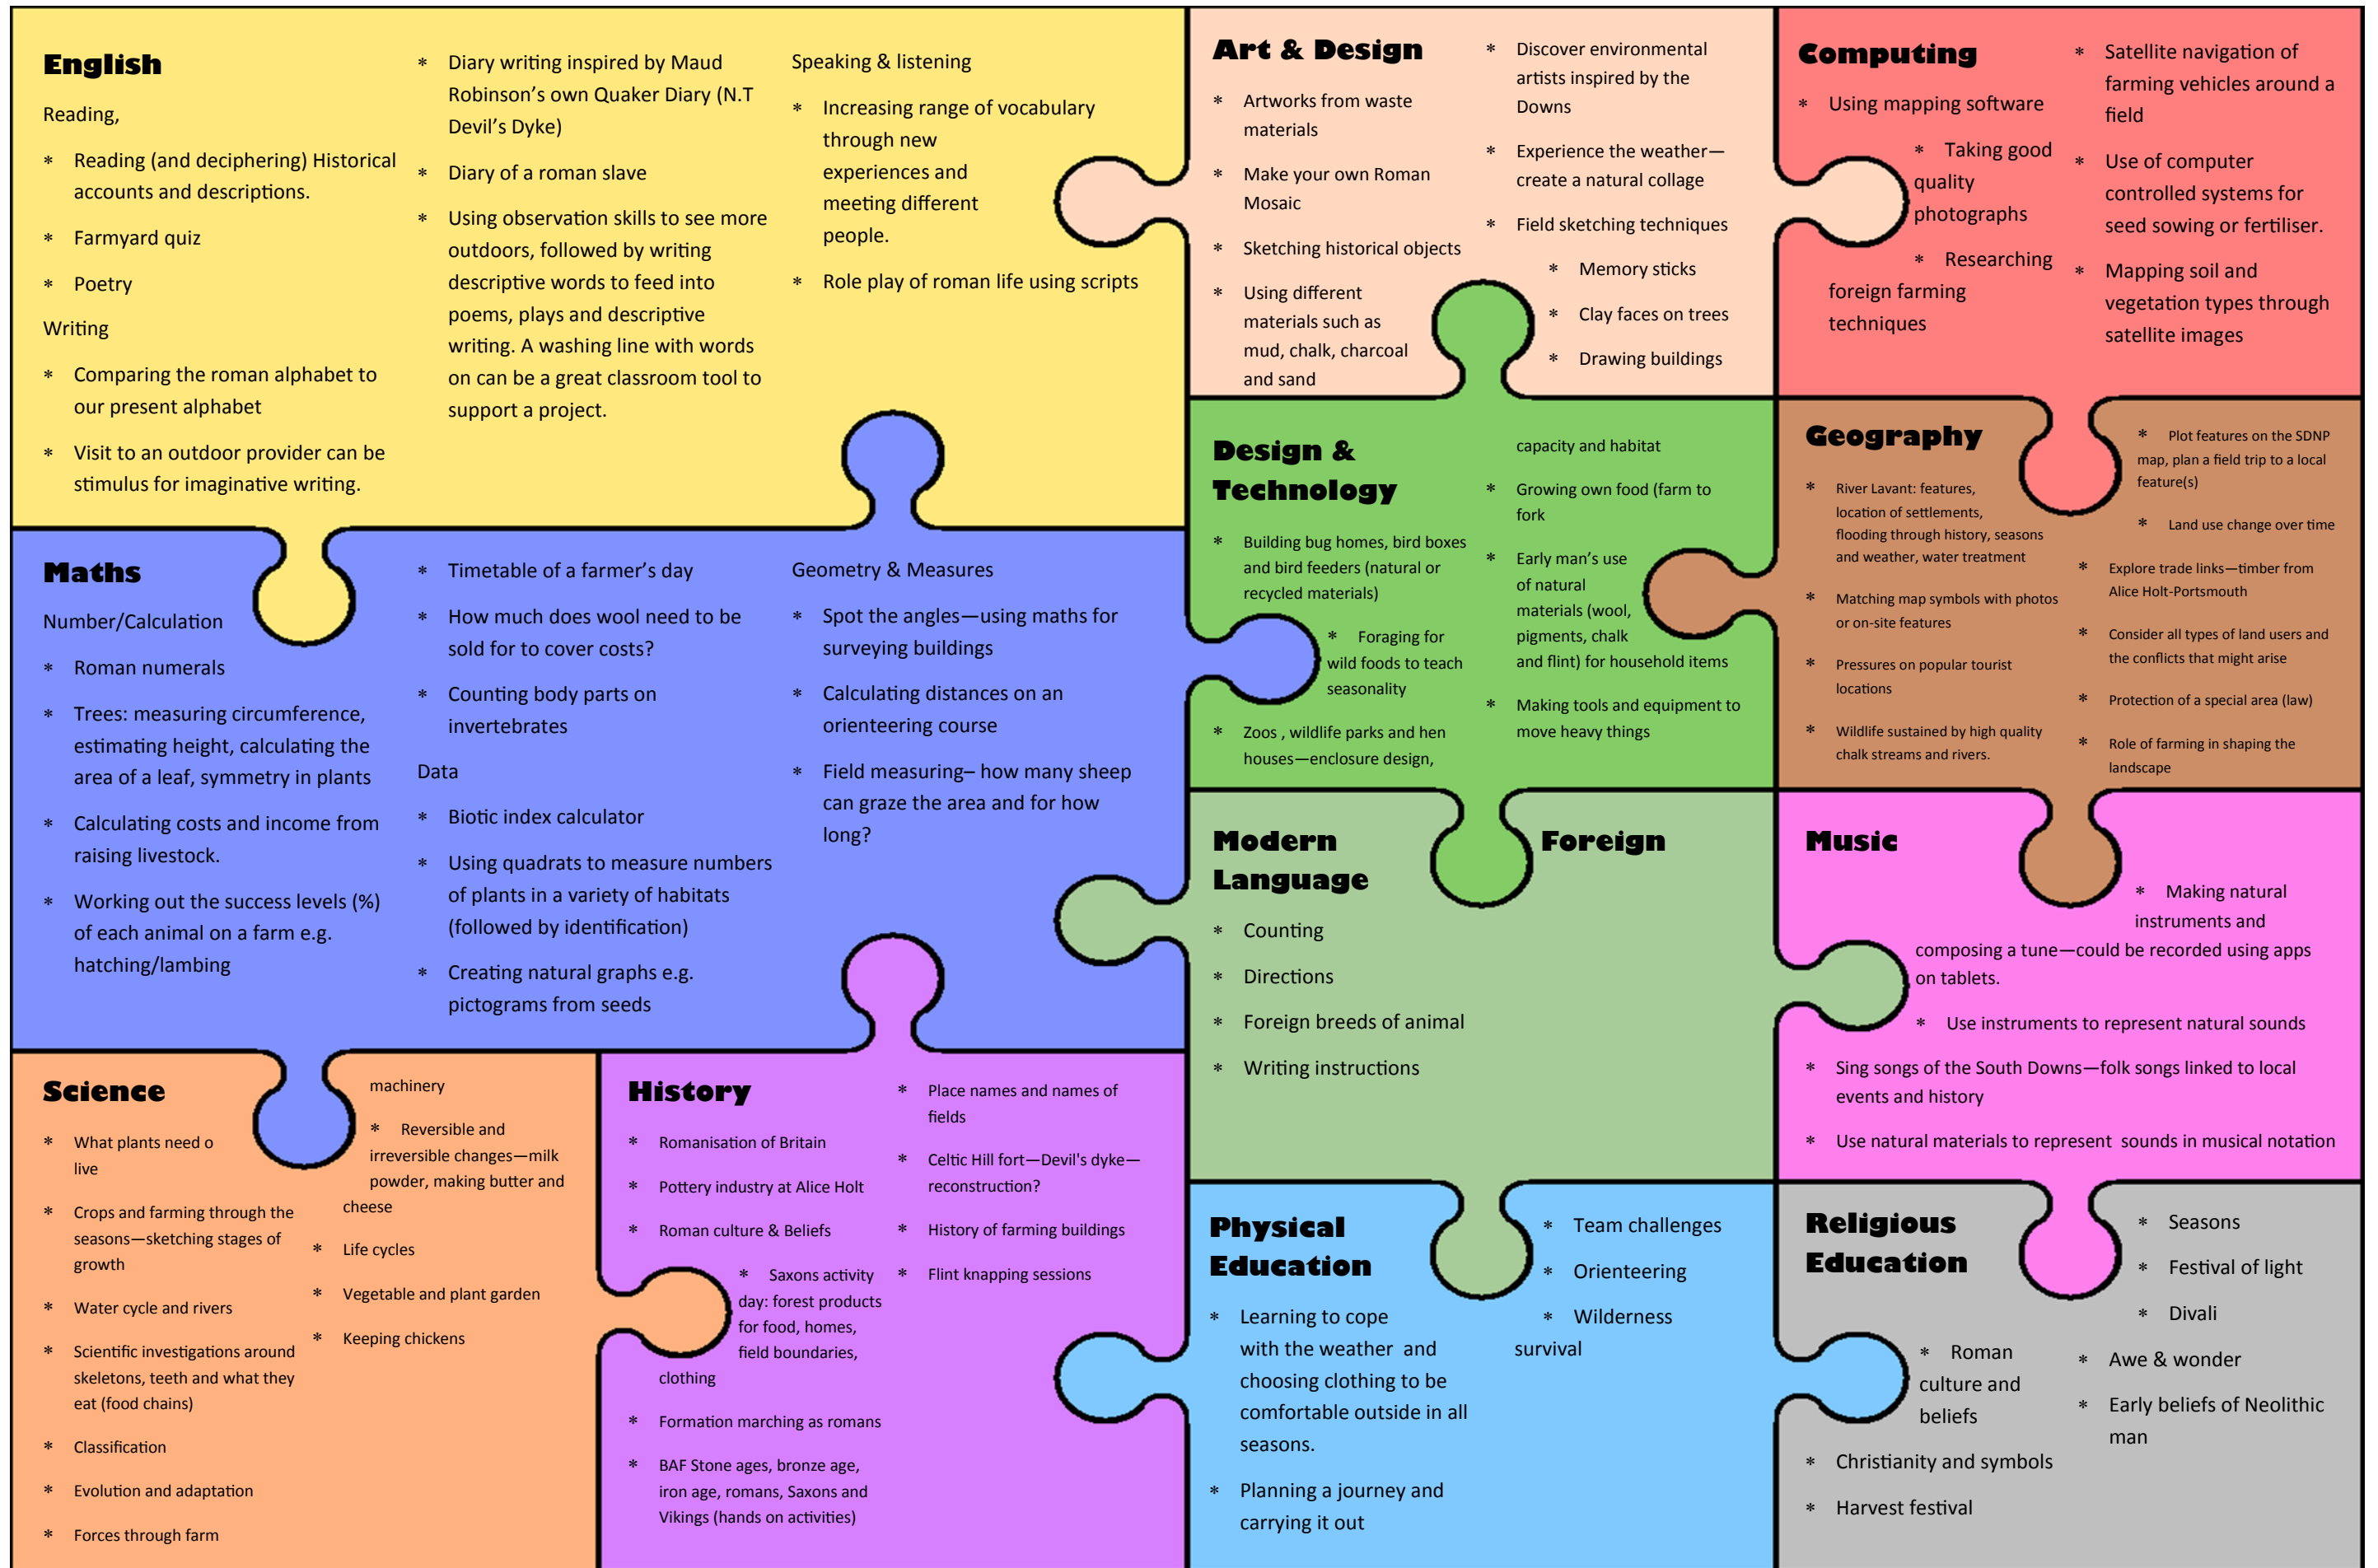 English
Reading,
* Reading (and deciphering) Historical
accounts and descriptions.
* Farmyard quiz
* Poetry
Writing
* Comparing the roman alphabet to
our present alphabet
* Visit to an outdoor provider can be
stimulus for imaginative writing.
* Diary writing inspired by Maud
Robinson’s own Quaker Diary (N.T
Devil’s Dyke)
* Diary of a roman slave
* Using observation skills to see more
outdoors, followed by writing
descriptive words to feed into
poems, plays and descriptive
writing. A washing line with words
on can be a great classroom tool to
support a project.
Speaking & listening
* Increasing range of vocabulary
through new
experiences and
meeting different
people.
* Role play of roman life using scripts
Art & Design
* Artworks from waste
materials
* Make your own Roman
Mosaic
* Sketching historical objects
* Using different
materials such as
mud, chalk, charcoal
and sand
* Discover environmental
artists inspired by the
Downs
* Experience the weather—
create a natural collage
* Field sketching techniques
* Memory sticks
* Clay faces on trees
* Drawing buildings
Computing
* Using mapping software
* Taking good
quality
photographs
* Researching
foreign farming
techniques
* Satellite navigation of
farming vehicles around a
field
* Use of computer
controlled systems for
seed sowing or fertiliser.
* Mapping soil and
vegetation types through
satellite images
Maths
Number/Calculation
* Roman numerals
* Trees: measuring circumference,
estimating height, calculating the
area of a leaf, symmetry in plants
* Calculating costs and income from
raising livestock.
* Working out the success levels (%)
of each animal on a farm e.g.
hatching/lambing
* Timetable of a farmer’s day
* How much does wool need to be
sold for to cover costs?
* Counting body parts on
invertebrates
Data
* Biotic index calculator
* Using quadrats to measure numbers
of plants in a variety of habitats
(followed by identification)
* Creating natural graphs e.g.
pictograms from seeds
Geometry & Measures
* Spot the angles—using maths for
surveying buildings
* Calculating distances on an
orienteering course
* Field measuring– how many sheep
can graze the area and for how
long?
Design &
Technology
* Building bug homes, bird boxes
and bird feeders (natural or
recycled materials)
* Foraging for
wild foods to teach
seasonality
* Zoos , wildlife parks and hen
houses—enclosure design,
capacity and habitat
* Growing own food (farm to
fork
* Early man’s use
of natural
materials (wool,
pigments, chalk
and flint) for household items
* Making tools and equipment to
move heavy things
Geography
* River Lavant: features,
location of settlements,
flooding through history, seasons
and weather, water treatment
* Matching map symbols with photos
or on-site features
* Pressures on popular tourist
locations
* Wildlife sustained by high quality
chalk streams and rivers.
* Plot features on the SDNP
map, plan a field trip to a local
feature(s)
* Land use change over time
* Explore trade links—timber from
Alice Holt-Portsmouth
* Consider all types of land users and
the conflicts that might arise
* Protection of a special area (law)
* Role of farming in shaping the
landscape
Modern Foreign
Language
* Counting
* Directions
* Foreign breeds of animal
* Writing instructions
Music
* Making natural
instruments and
composing a tune—could be recorded using apps
on tablets.
* Use instruments to represent natural sounds
* Sing songs of the South Downs—folk songs linked to local
events and history
* Use natural materials to represent sounds in musical notation
Science
* What plants need o
live
* Crops and farming through the
seasons—sketching stages of
growth
* Water cycle and rivers
* Scientific investigations around
skeletons, teeth and what they
eat (food chains)
* Classification
* Evolution and adaptation
* Forces through farm
machinery
* Reversible and
irreversible changes—milk
powder, making butter and
cheese
* Life cycles
* Vegetable and plant garden
* Keeping chickens
History
* Romanisation of Britain
* Pottery industry at Alice Holt
* Roman culture & Beliefs
* Saxons activity
day: forest products
for food, homes,
field boundaries,
clothing
* Formation marching as romans
* BAF Stone ages, bronze age,
iron age, romans, Saxons and
Vikings (hands on activities)
* Place names and names of
fields
* Celtic Hill fort—Devil's dyke—
reconstruction?
* History of farming buildings
* Flint knapping sessions
Physical
Education
* Learning to cope
with the weather and
choosing clothing to be
comfortable outside in all
seasons.
* Planning a journey and
carrying it out
* Team challenges
* Orienteering
* Wilderness
survival
Religious
Education
* Roman
culture and
beliefs
* Christianity and symbols
* Harvest festival
* Seasons
* Festival of light
* Divali
* Awe & wonder
* Early beliefs of Neolithic
man